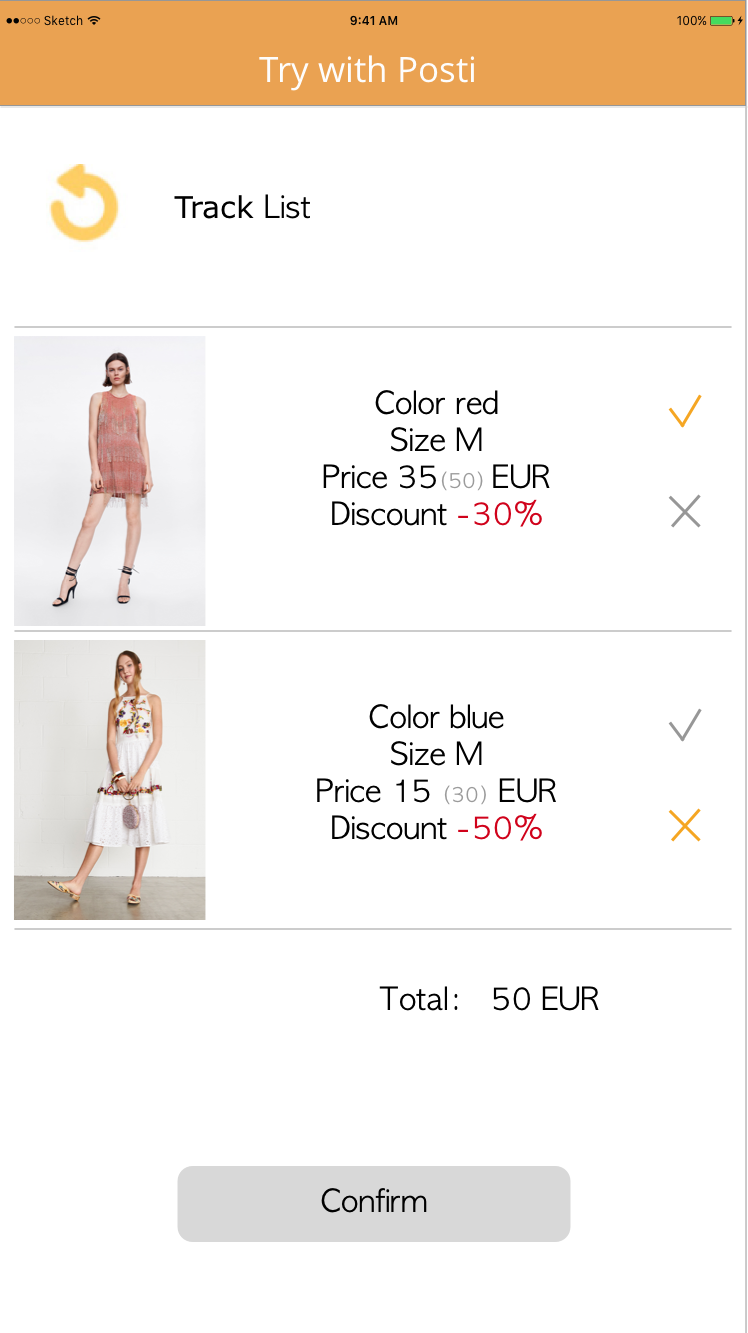 Sketch 9:41 AM 100%
Try with Posti
Track List
Color red
Size M
Price 35(50) EUR
Discount -30%
Color blue
Size M
Price 15 (30) EUR
Discount -50%
Total: 50 EUR
Confirm